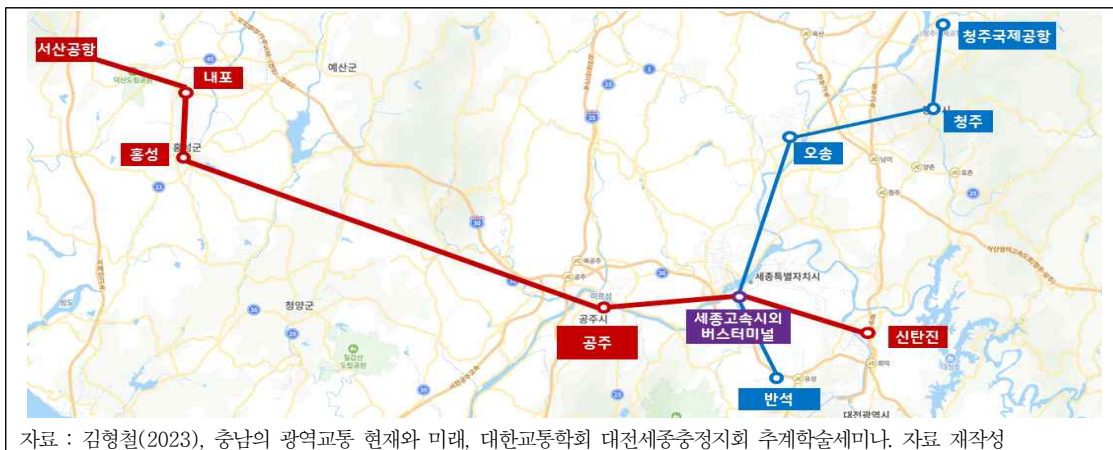 서산공항
내포
홍성
예산군
청양군
공주시
공주
세종특별자치시
세종고속시외
버스터미널
신탄진
반석
대전광역시
오송
청주
청주국제공항
자료 : 김형철(2023), 충남의 광역교통 현재와 미래, 대한교통학회 대전세종충청지회 추계학술세미나. 자료 재작성